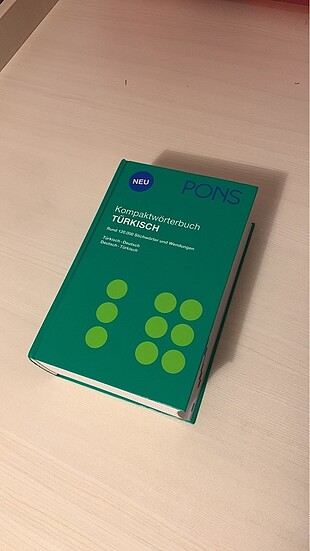 NEU
PONS
Kompaktwörterbuch
TÜRKISCH
Rund 120 000 Stichwörter und Wendungen
Türkisch - Deutsch
Deutsch - Türkisch